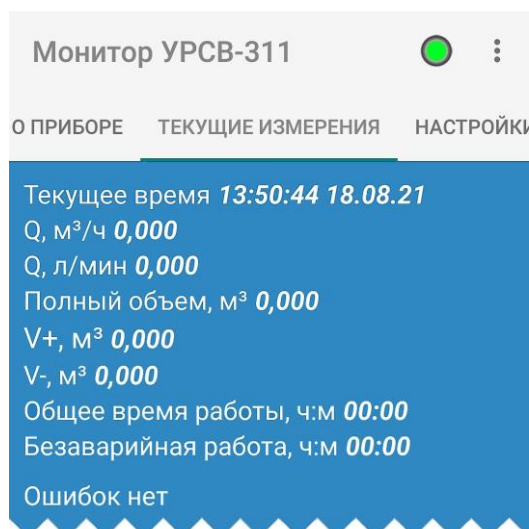 Монитор УРСВ-311
О ПРИБОРЕ ТЕКУЩИЕ ИЗМЕРЕНИЯ НАСТРОЙКИ
Текущее время 13:50:44 18.08.21
Q, м³/ч 0,000
Q, л/мин 0,000
Полный объем, м³ 0,000
V+, м³ 0,000
V-, м³ 0,000
Общее время работы, ч:м 00:00
Безаварийная работа, ч:м 00:00
Ошибок нет